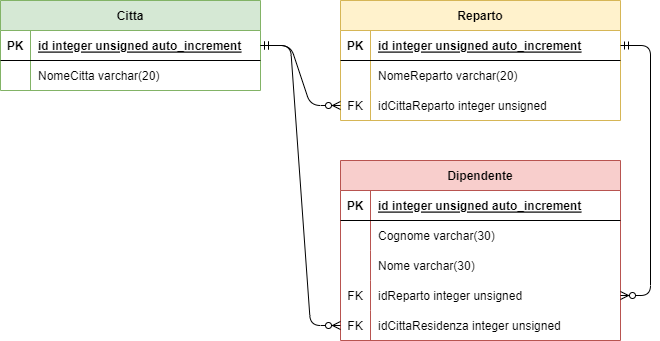 Citta
PK id integer unsigned auto_increment
NomeCitta varchar(20)
Reparto
PK id integer unsigned auto_increment
NomeReparto varchar(20)
FK idCittaReparto integer unsigned
Dipendente
PK id integer unsigned auto_increment
Cognome varchar(30)
Nome varchar(30)
FK idReparto integer unsigned
FK idCittaResidenza integer unsigned